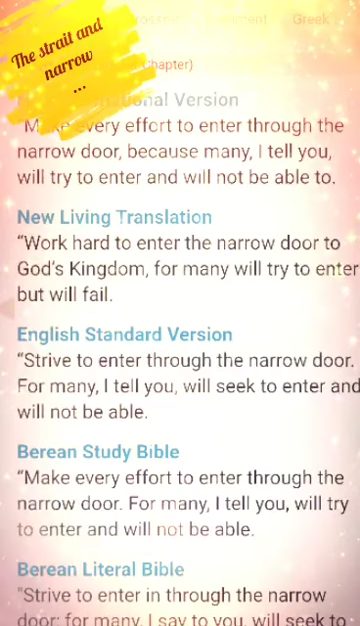 The strait and
narrow
...
Greek
Chapter)
Version
"Make every effort to enter through the
narrow door, because many, I tell you,
will try to enter and will not be able to.
New Living Translation
“Work hard to enter the narrow door to
God's Kingdom, for many will try to enter
but will fail.
English Standard Version
“Strive to enter through the narrow door.
For many, I tell you, will seek to enter and
will not be able.
Berean Study Bible
“Make every effort to enter through the
narrow door. For many, I tell you, will try
to enter and will not be able.
Berean Literal Bible
"Strive to enter in through the narrow
door; for many, I say to you, will seek to